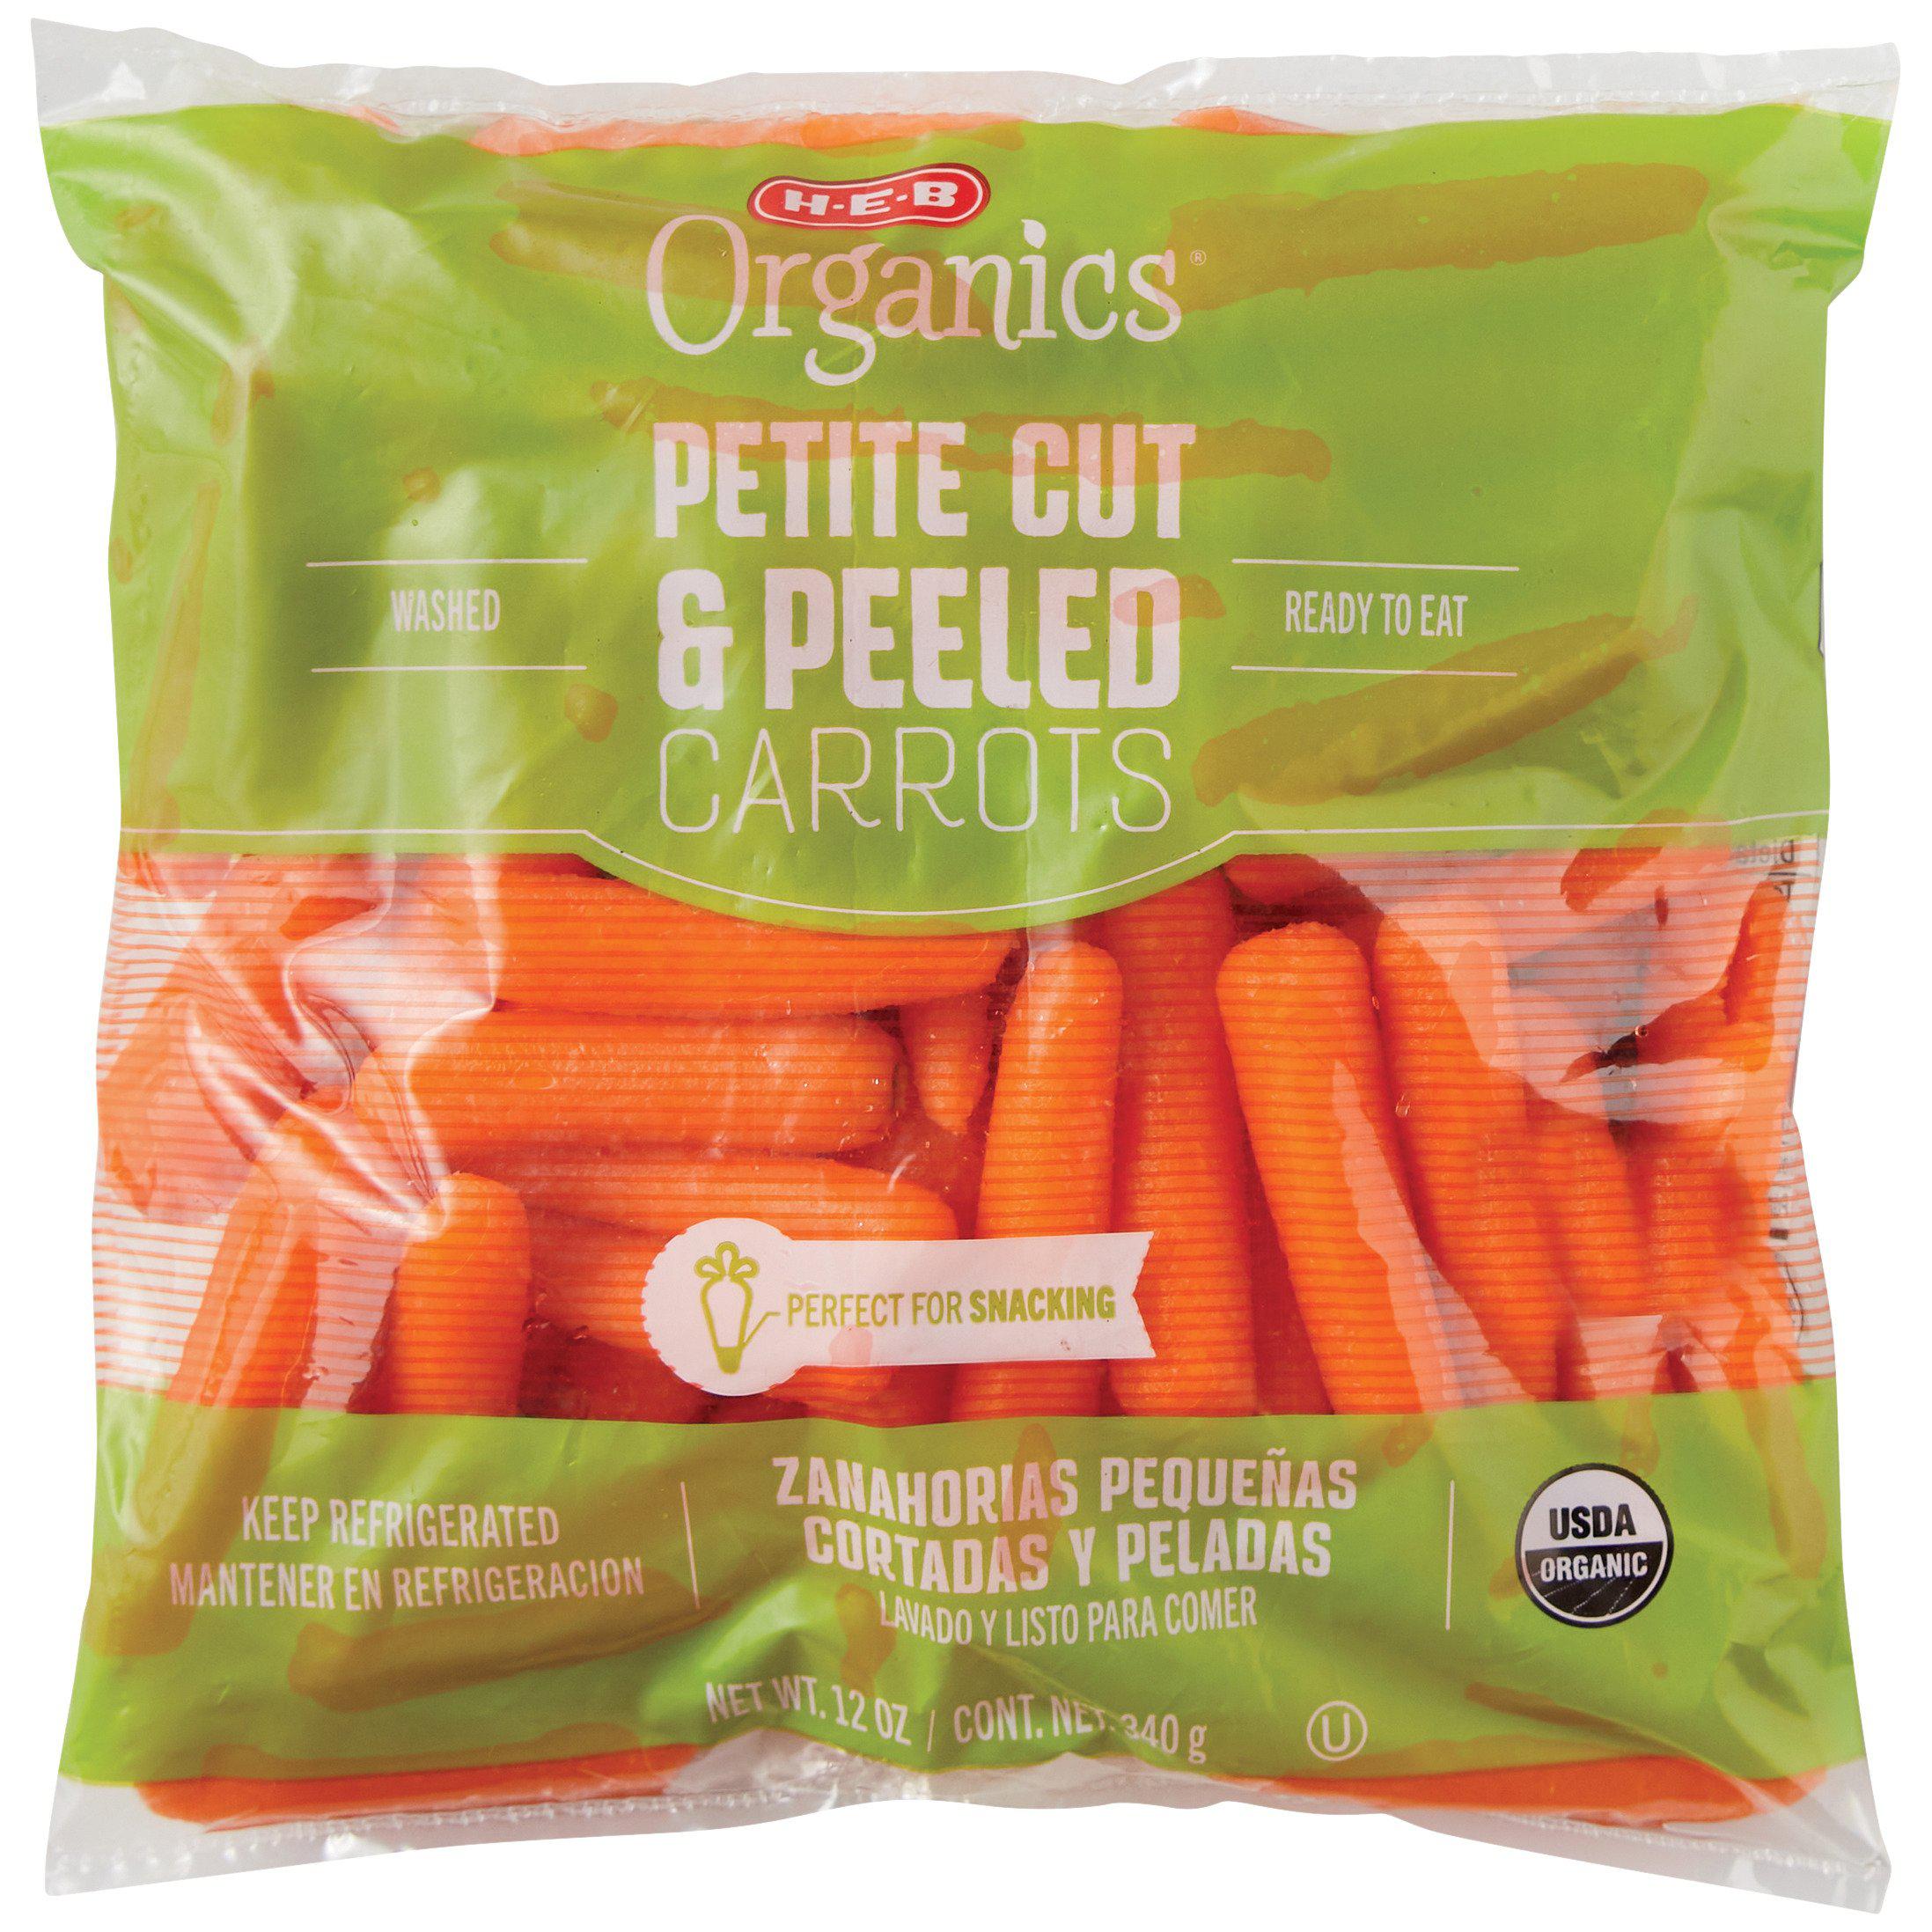 H-E-B
Organics®
PETITE CUT
& PEELED
CARROTS
WASHED
READY TO EAT
PERFECT FOR SNACKING
KEEP REFRIGERATED
MANTENER EN REFRIGERACION
ZANAHORIAS PEQUEÑAS
CORTADAS Y PELADAS
LAVADO Y LISTO PARA COMER
USDA
ORGANIC
NET WT. 12 OZ / CONT. NET. 340 g
U